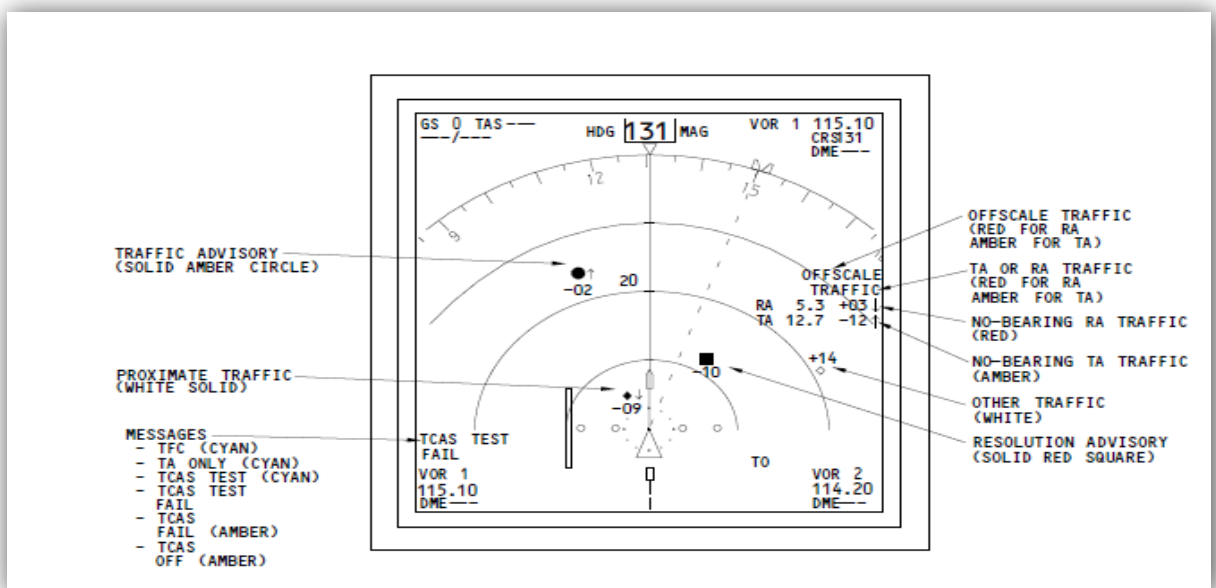 GS 0 TAS---
---/---
HDG 131 MAG
VOR 1 115.10
CRS131
DME---
12
15
9
TRAFFIC ADVISORY
(SOLID AMBER CIRCLE)
-02
20
OFFSCALE
TRAFFIC
RA 5.3 +03
TA 12.7 -12
OFFSCALE TRAFFIC
(RED FOR RA
AMBER FOR TA)
TA OR RA TRAFFIC
(RED FOR RA
AMBER FOR TA)
NO-BEARING RA TRAFFIC
(RED)
NO-BEARING TA TRAFFIC
(AMBER)
OTHER TRAFFIC
(WHITE)
RESOLUTION ADVISORY
(SOLID RED SQUARE)
+14
-10
PROXIMATE TRAFFIC
(WHITE SOLID)
-09
MESSAGES
- TFC (CYAN)
- TA ONLY (CYAN)
- TCAS TEST (CYAN)
- TCAS TEST
FAIL
- TCAS
FAIL (AMBER)
- TCAS
OFF (AMBER)
TCAS TEST
FAIL
VOR 1
115.10
DME---
TO
VOR 2
114.20
DME---